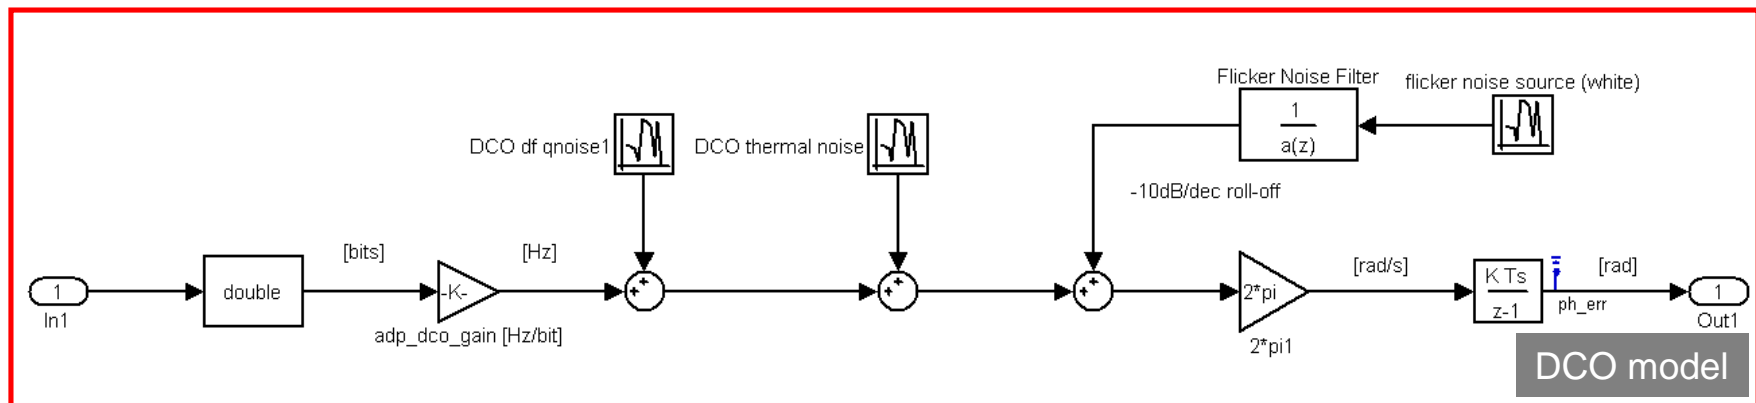 Flicker Noise Filter
flicker noise source (white)
1
a(z)
DCO df qnoise1
DCO thermal noise
-10dB/dec roll-off
[bits]
[Hz]
[rad/s]
[rad]
1
In1
double
-K-
adp_dco_gain [Hz/bit]
++
++
++
2*pi
2*pi1
K Ts
z-1
ph_err
1
Out1
DCO model